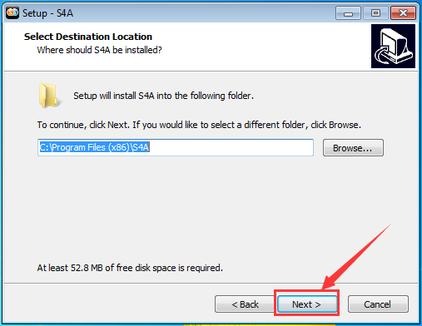 Setup - S4A
Select Destination Location
Where should S4A be installed?
Setup will install S4A into the following folder.
To continue, click Next. If you would like to select a different folder, click Browse.
C:\Program Files (x86)\S4A
Browse...
At least 52.8 MB of free disk space is required.
< Back
Next >
Cancel